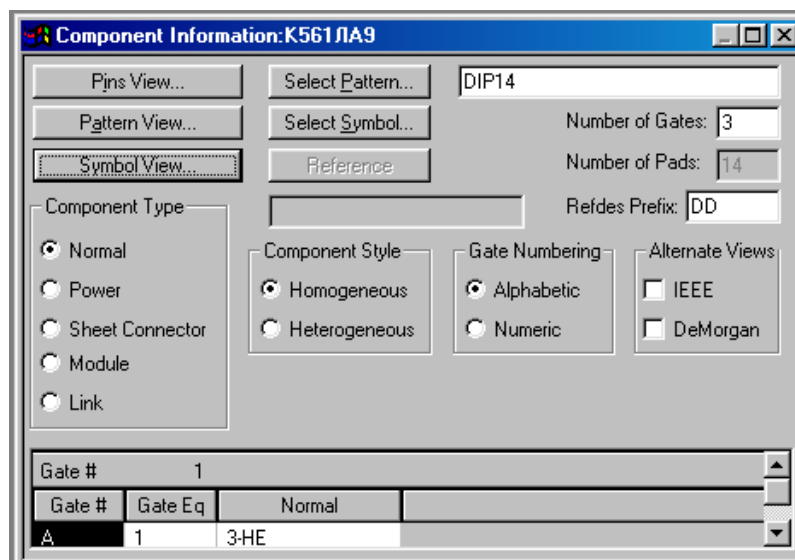 Component Information:К561ЛА9
Pins View...
Select Pattern...
DIP14
Pattern View...
Select Symbol...
Number of Gates: 3
Symbol View...
Reference
Number of Pads: 14
Component Type
Refdes Prefix: DD
Normal
Power
Sheet Connector
Module
Link
Component Style
Homogeneous
Heterogeneous
Gate Numbering
Alphabetic
Numeric
Alternate Views
IEEE
DeMorgan
Gate # 1
Gate # Gate Eq Normal
A 1 3-НЕ